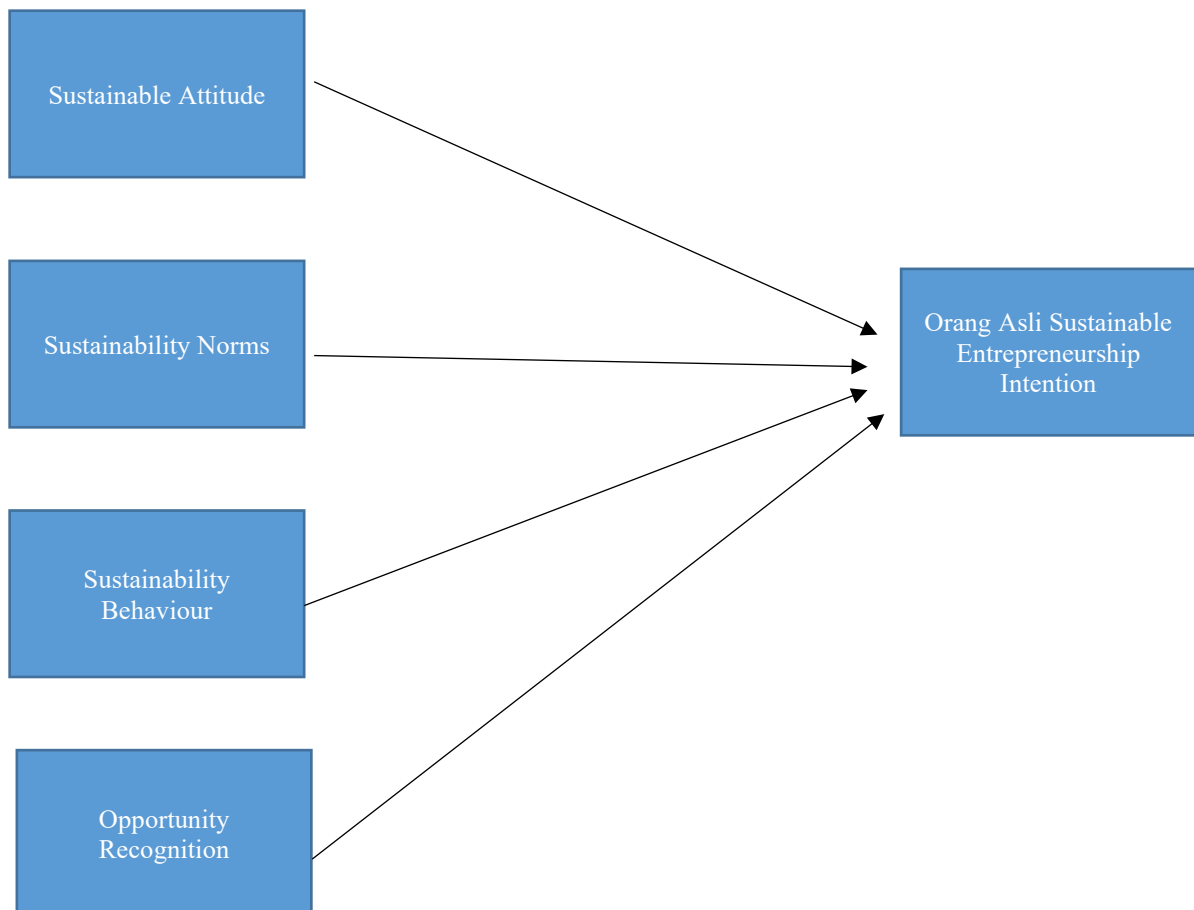 Sustainable Attitude
Sustainability Norms
Orang Asli Sustainable
Entrepreneurship
Intention
Sustainability
Behaviour
Opportunity
Recognition